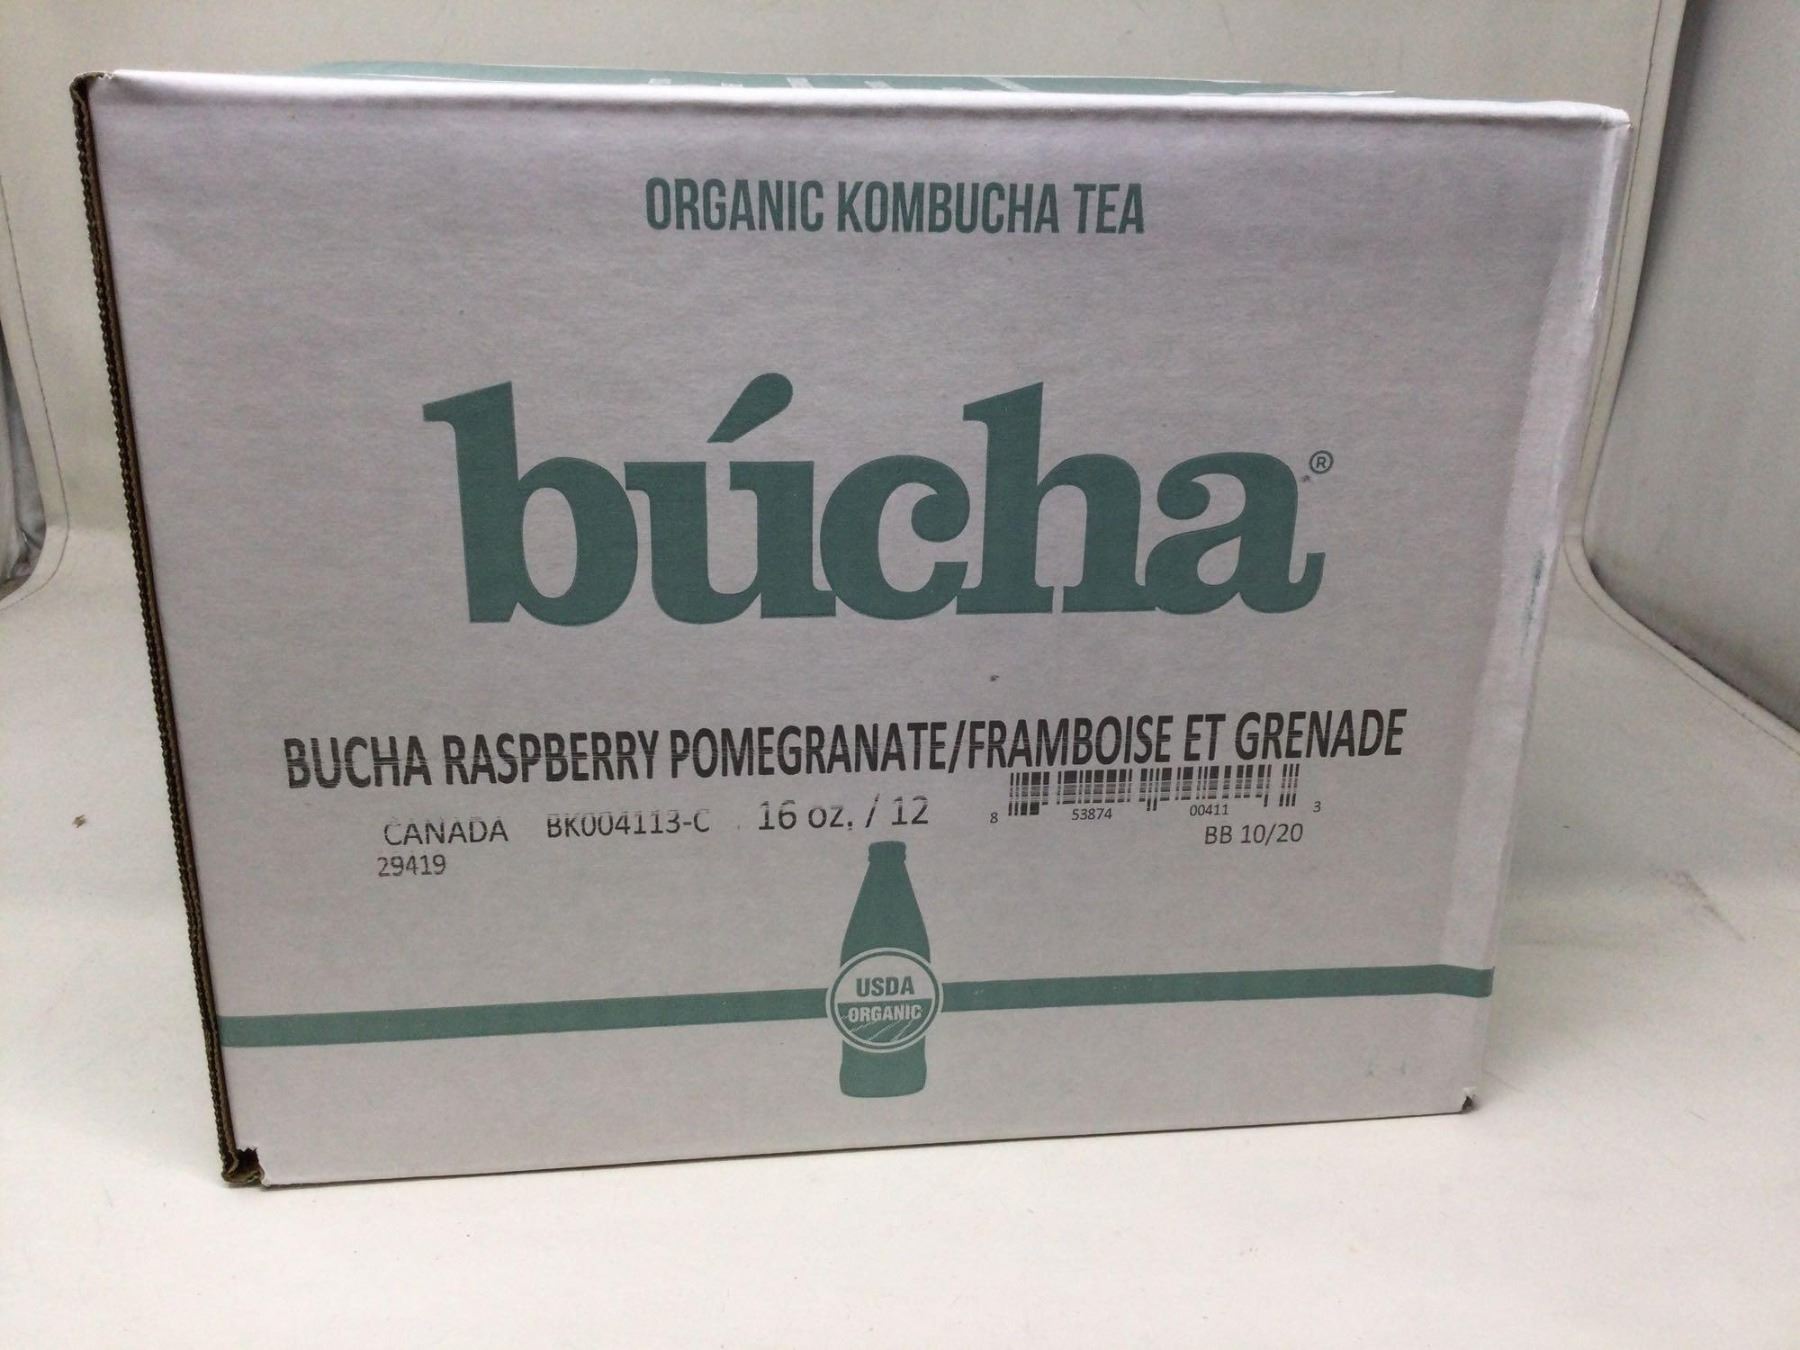 ORGANIC KOMBUCHA TEA
búcha®
BUCHA RASPBERRY POMEGRANATE/FRAMBOISE ET GRENADE
CANADA BK004113-C 16 oz. / 12
8 53874 00411 3
29419
BB 10/20
USDA
ORGANIC